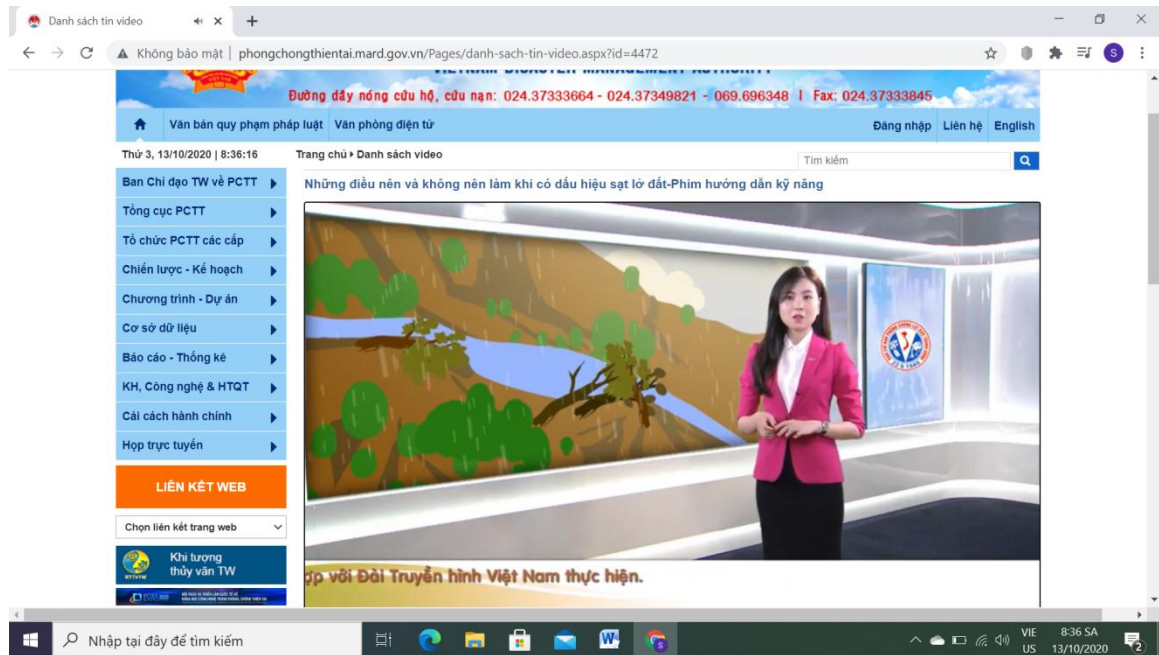 Danh sách tin video
Không bảo mật | phongchongthientai.mard.gov.vn/Pages/danh-sach-tin-video.aspx?id=4472
S
VIETNAM DISASTER MANAGEMENT AUTHORITY
Đường dây nóng cứu hộ, cứu nạn: 024.37333664 - 024.37349821 - 069.696348 | Fax: 024.37333845
Văn bản quy phạm pháp luật Văn phòng điện tử Đăng nhập Liên hệ English
Thứ 3, 13/10/2020 | 8:36:16 Trang chủ Danh sách video
Tìm kiếm
Ban Chỉ đạo TW về PCTT
Những điều nên và không nên làm khi có dấu hiệu sạt lở đất-Phim hướng dẫn kỹ năng
Tổng cục PCTT
Tổ chức PCTT các cấp
Chiến lược - Kế hoạch
Chương trình - Dự án
Cơ sở dữ liệu
Báo cáo - Thống kê
KH, Công nghệ & HTQT
Cải cách hành chính
Họp trực tuyến
LIÊN KẾT WEB
Chọn liên kết trang web
Khí tượng
thủy văn TW
với Đài Truyền hình Việt Nam thực hiện.
Nhập tại đây để tìm kiếm
VIE
US
8:36 SA
13/10/2020
2